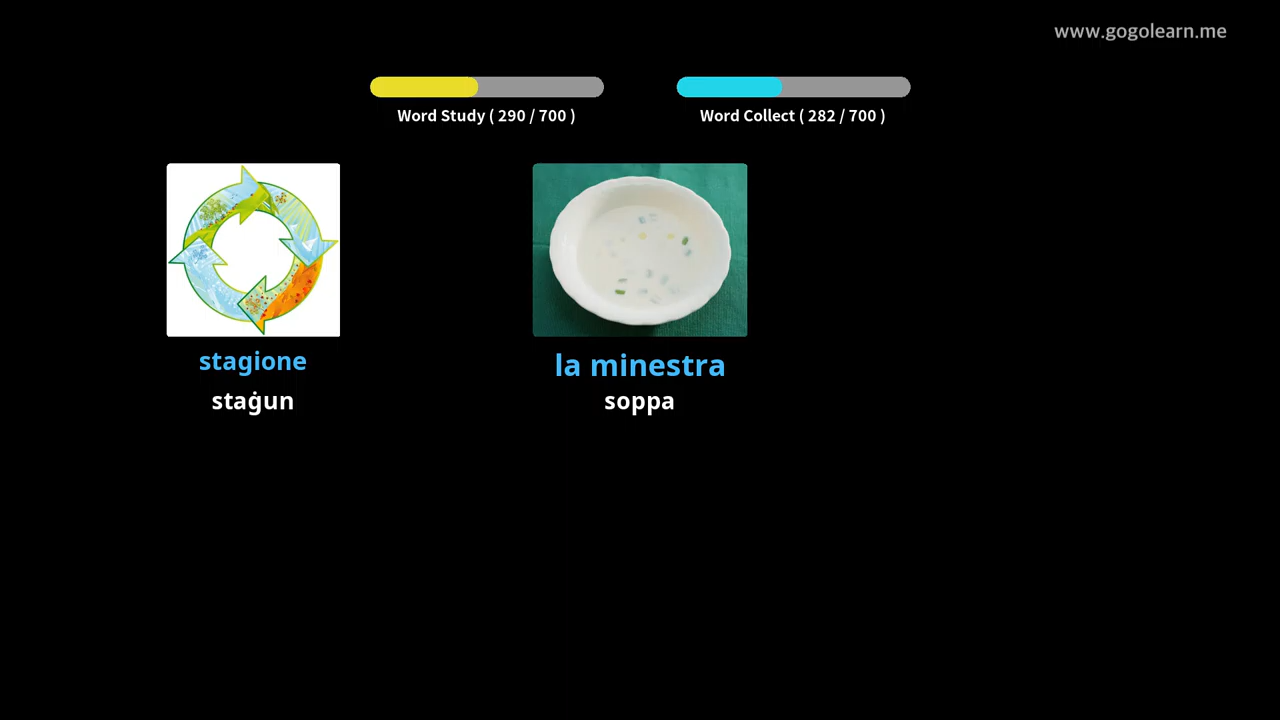 www.gogolearn.me
Word Study ( 290 / 700 )
Word Collect ( 282 / 700 )
stagione
staġun
la minestra
soppa